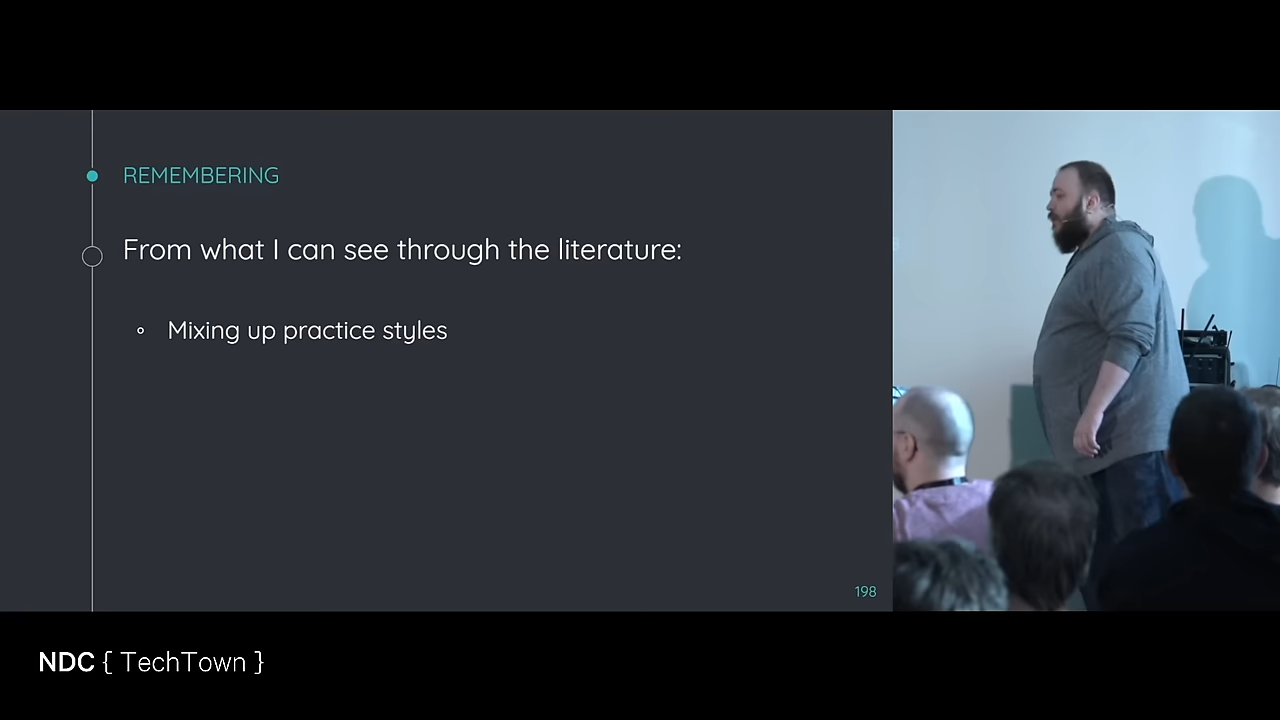 REMEMBERING
From what I can see through the literature:
Mixing up practice styles
198
NDC { TechTown }